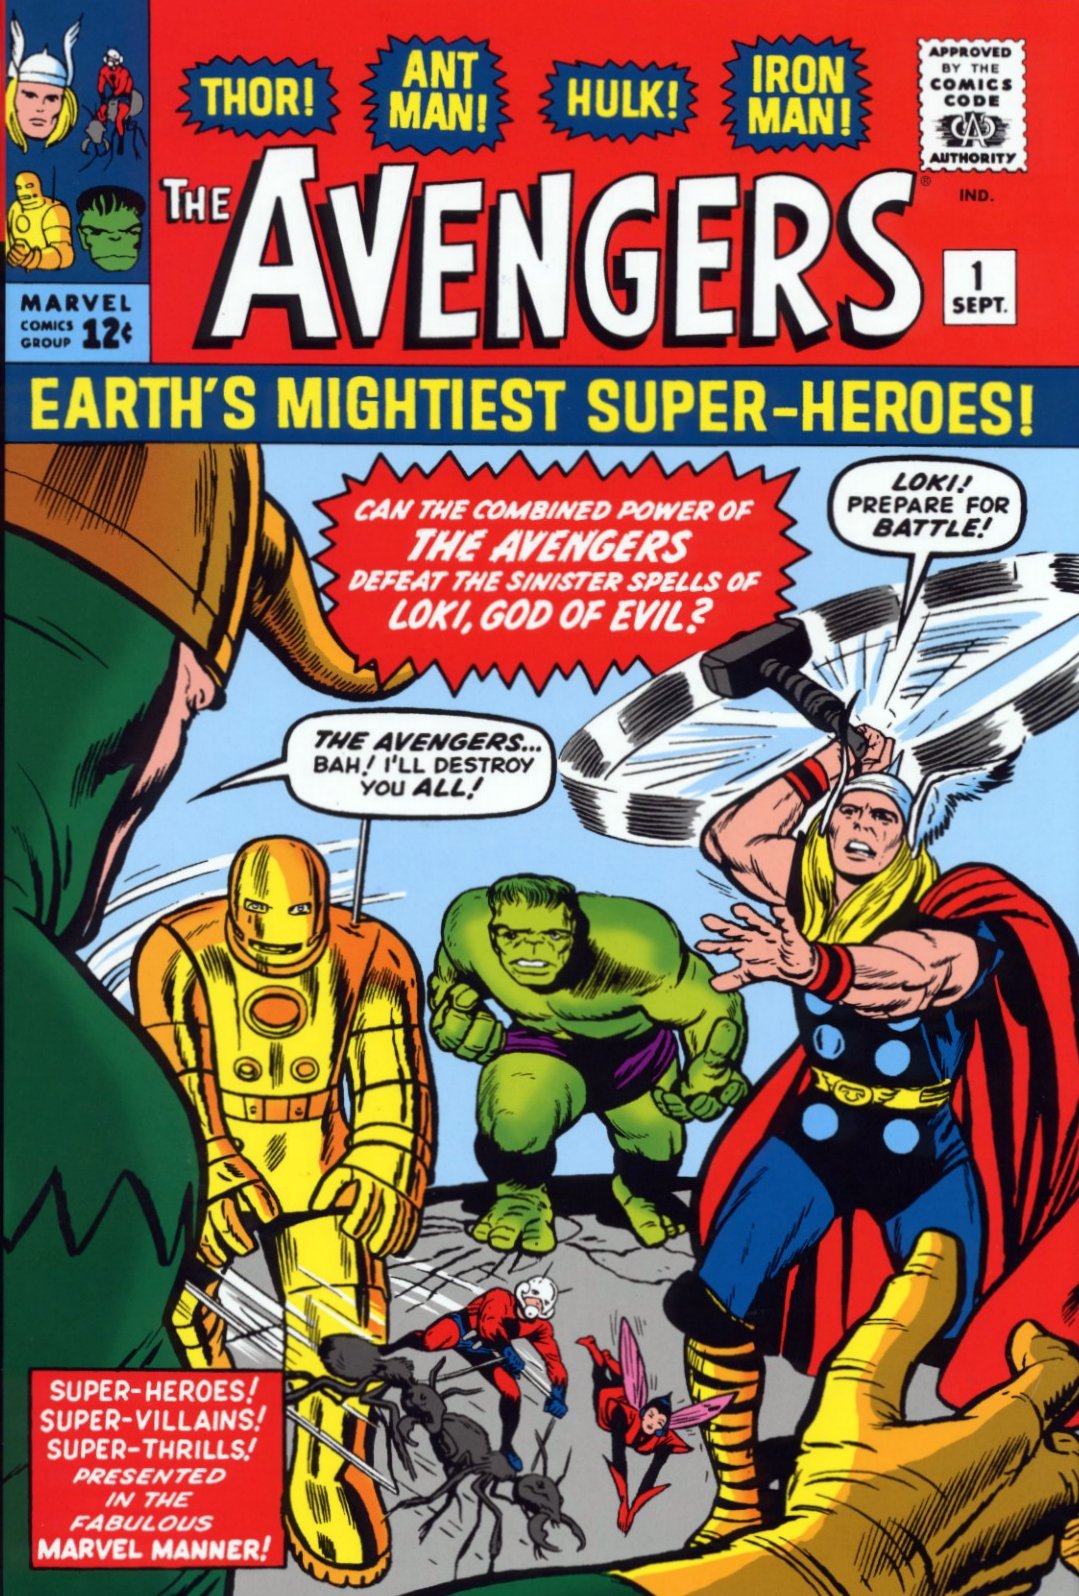 THOR!
ANT
MAN!
HULK!
IRON
MAN!
APPROVED
BY THE
COMICS
CODE
CA
AUTHORITY
THE AVENGERS®
IND.
1
SEPT.
MARVEL
COMICS
GROUP 12¢
EARTH'S MIGHTIEST SUPER-HEROES!
CAN THE COMBINED POWER OF
THE AVENGERS
DEFEAT THE SINISTER SPELLS OF
LOKI, GOD OF EVIL?
LOKI!
PREPARE FOR
BATTLE!
THE AVENGERS...
BAH! I'LL DESTROY
YOU ALL!
SUPER-HEROES!
SUPER-VILLAINS!
SUPER-THRILLS!
PRESENTED
IN THE
FABULOUS
MARVEL MANNER!